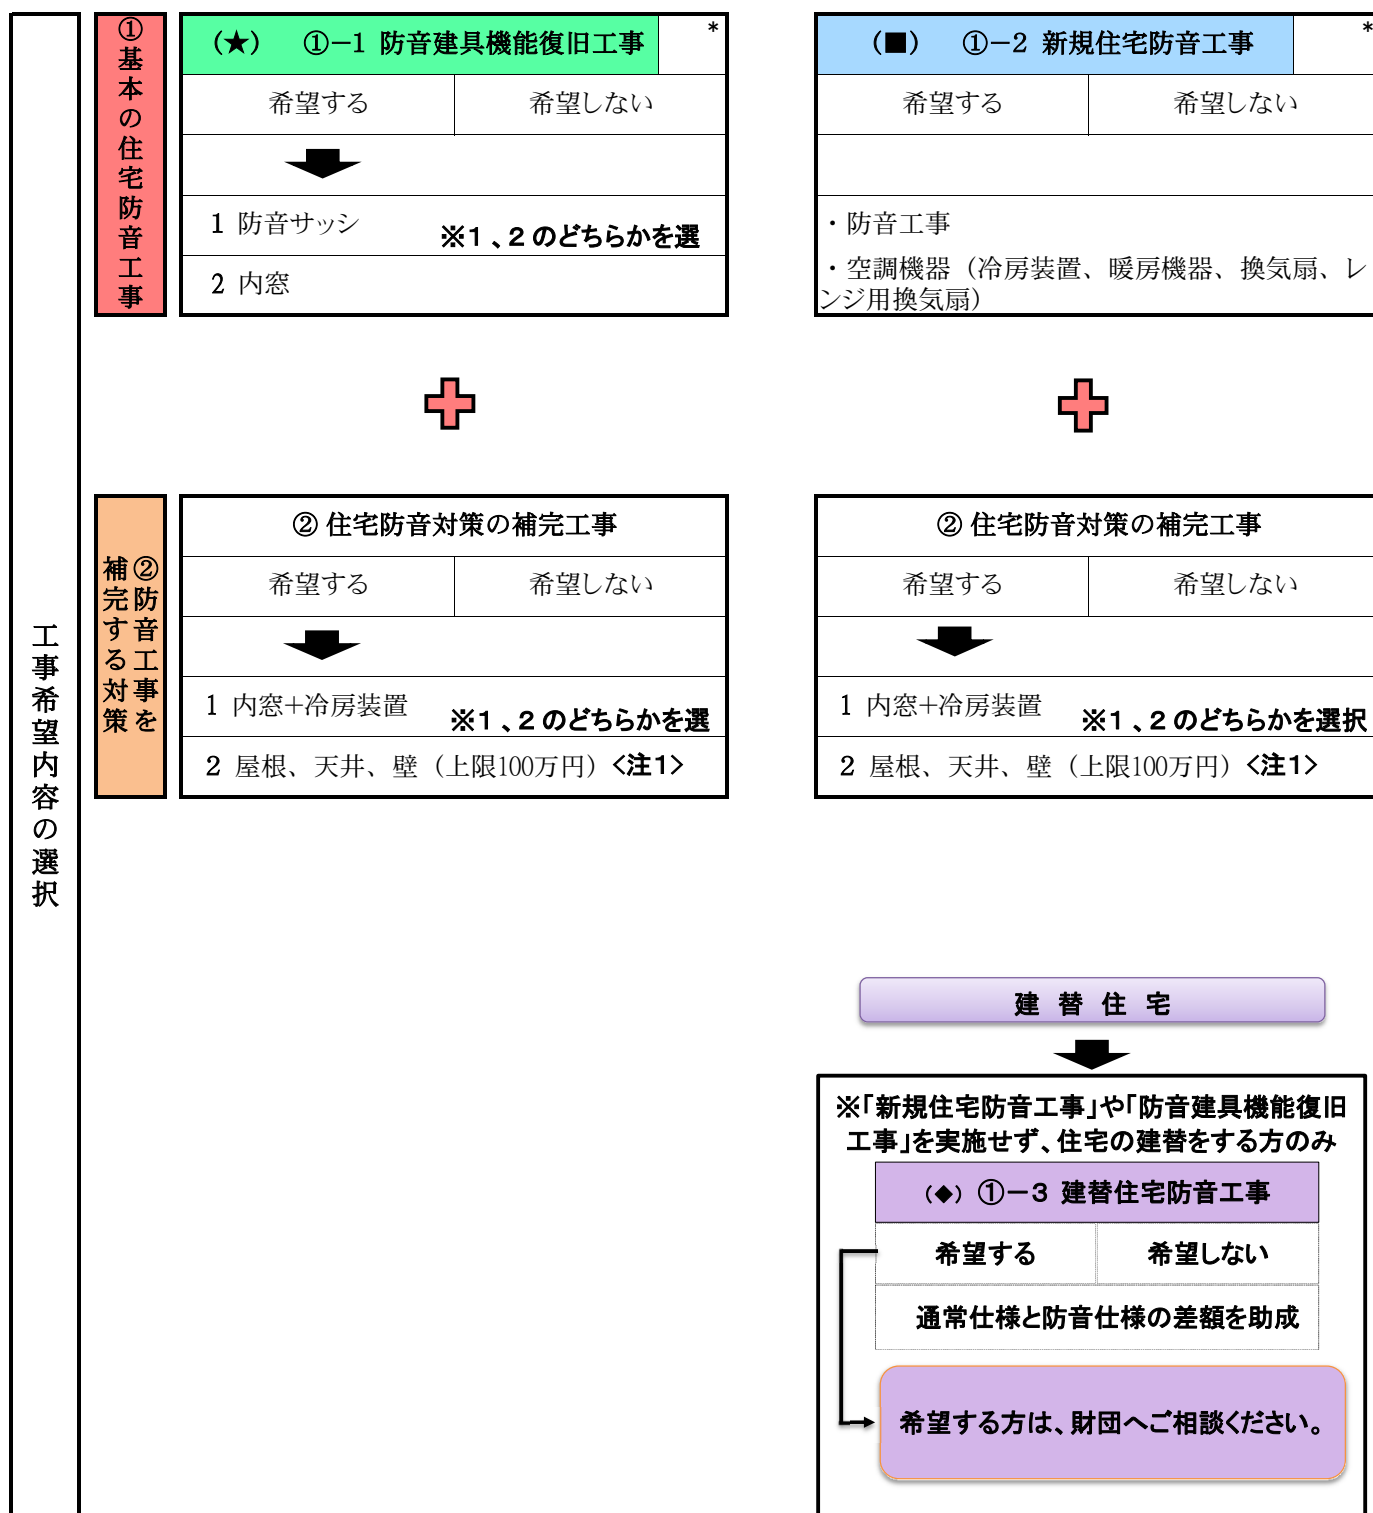 工事希望内容の選択
①基本の住宅防音工事
（★）　①－1 防音建具機能復旧工事
*
希望する
希望しない
1 防音サッシ
※１、２のどちらかを選
2 内窓
（■）　①－2 新規住宅防音工事
*
希望する
希望しない
・防音工事
・空調機器（冷房装置、暖房機器、換気扇、レ
ンジ用換気扇）
②防音工事を
補完する対策
② 住宅防音対策の補完工事
希望する
希望しない
1 内窓+冷房装置
※１、２のどちらかを選
2 屋根、天井、壁（上限100万円）<注1>
② 住宅防音対策の補完工事
希望する
希望しない
1 内窓+冷房装置
※１、２のどちらかを選択
2 屋根、天井、壁（上限100万円）<注1>
建 替 住 宅
※「新規住宅防音工事」や「防音建具機能復旧
工事」を実施せず、住宅の建替をする方のみ
（◆）①－３ 建替住宅防音工事
希望する
希望しない
通常仕様と防音仕様の差額を助成
希望する方は、財団へご相談ください。